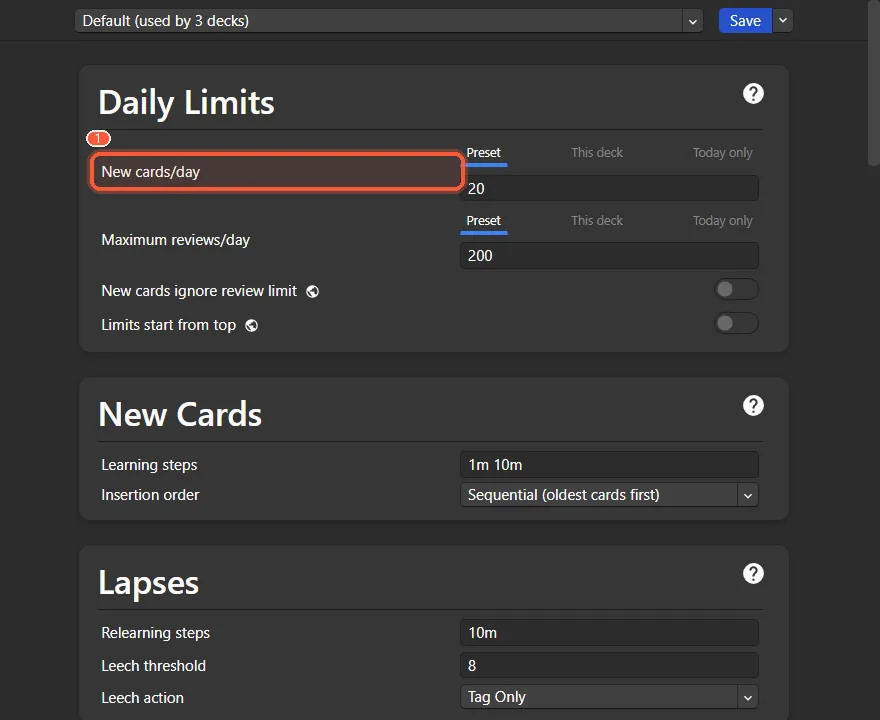 Default (used by 3 decks)
Save
Daily Limits
?
1
Preset This deck Today only
New cards/day
20
Preset This deck Today only
Maximum reviews/day
200
New cards ignore review limit
Limits start from top
New Cards
?
Learning steps 1m 10m
Insertion order Sequential (oldest cards first)
Lapses
?
Relearning steps 10m
Leech threshold 8
Leech action Tag Only